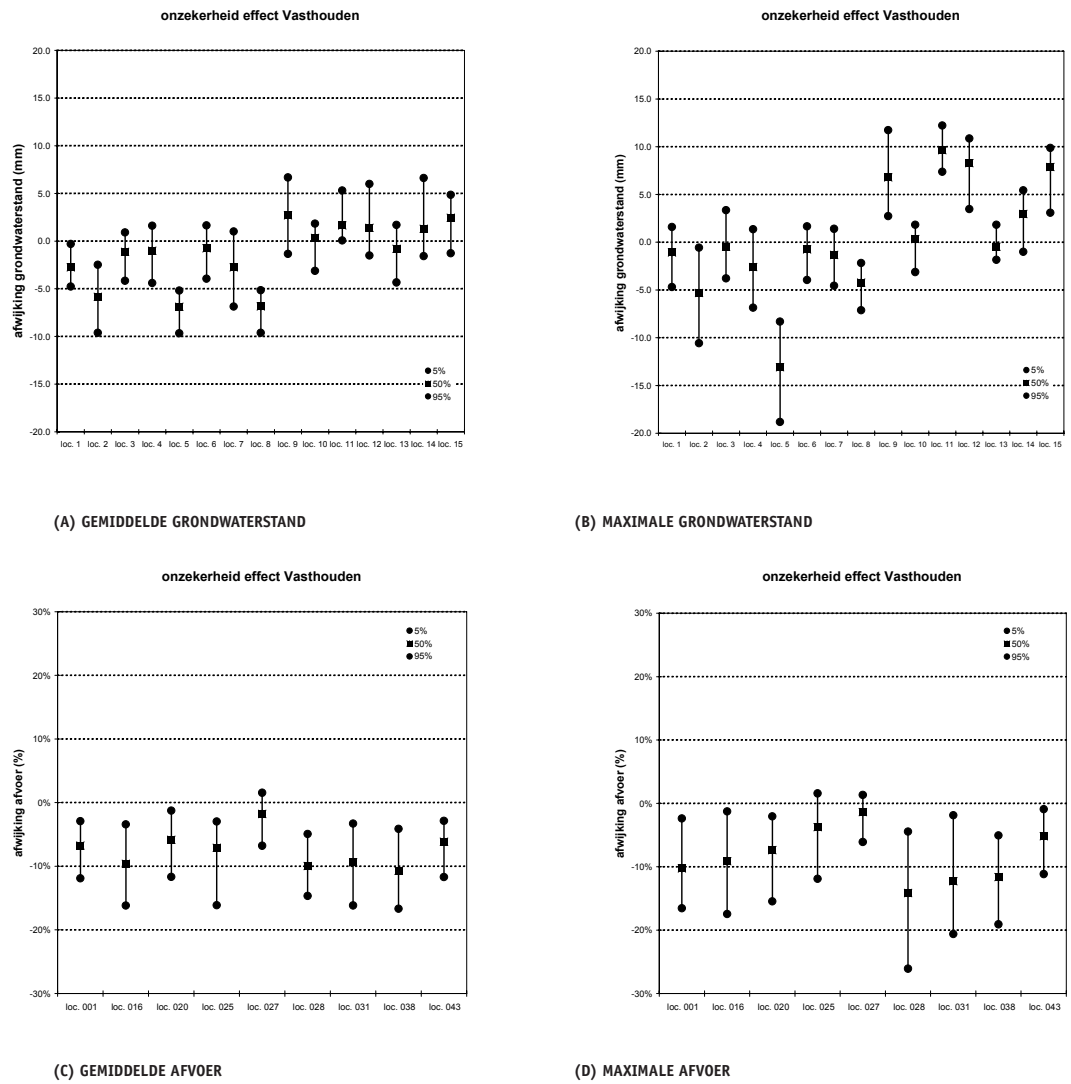 onzekerheid effect Vasthouden
afwijking grondwaterstand (mm)
20.0
15.0
10.0
5.0
0.0
-5.0
-10.0
-15.0
-20.0
5%
50%
95%
loc. 1 loc. 2 loc. 3 loc. 4 loc. 5 loc. 6 loc. 7 loc. 8 loc. 9 loc. 10 loc. 11 loc. 12 loc. 13 loc. 14 loc. 15
(A) GEMIDDELDE GRONDWATERSTAND
onzekerheid effect Vasthouden
afwijking grondwaterstand (mm)
20.0
15.0
10.0
5.0
0.0
-5.0
-10.0
-15.0
-20.0
5%
50%
95%
loc. 1 loc. 2 loc. 3 loc. 4 loc. 5 loc. 6 loc. 7 loc. 8 loc. 9 loc. 10 loc. 11 loc. 12 loc. 13 loc. 14 loc. 15
(B) MAXIMALE GRONDWATERSTAND
onzekerheid effect Vasthouden
afwijking afvoer (%)
30%
20%
10%
0%
-10%
-20%
-30%
5%
50%
95%
loc. 001 loc. 016 loc. 020 loc. 025 loc. 027 loc. 028 loc. 031 loc. 038 loc. 043
(C) GEMIDDELDE AFVOER
onzekerheid effect Vasthouden
afwijking afvoer (%)
30%
20%
10%
0%
-10%
-20%
-30%
5%
50%
95%
loc. 001 loc. 016 loc. 020 loc. 025 loc. 027 loc. 028 loc. 031 loc. 038 loc. 043
(D) MAXIMALE AFVOER